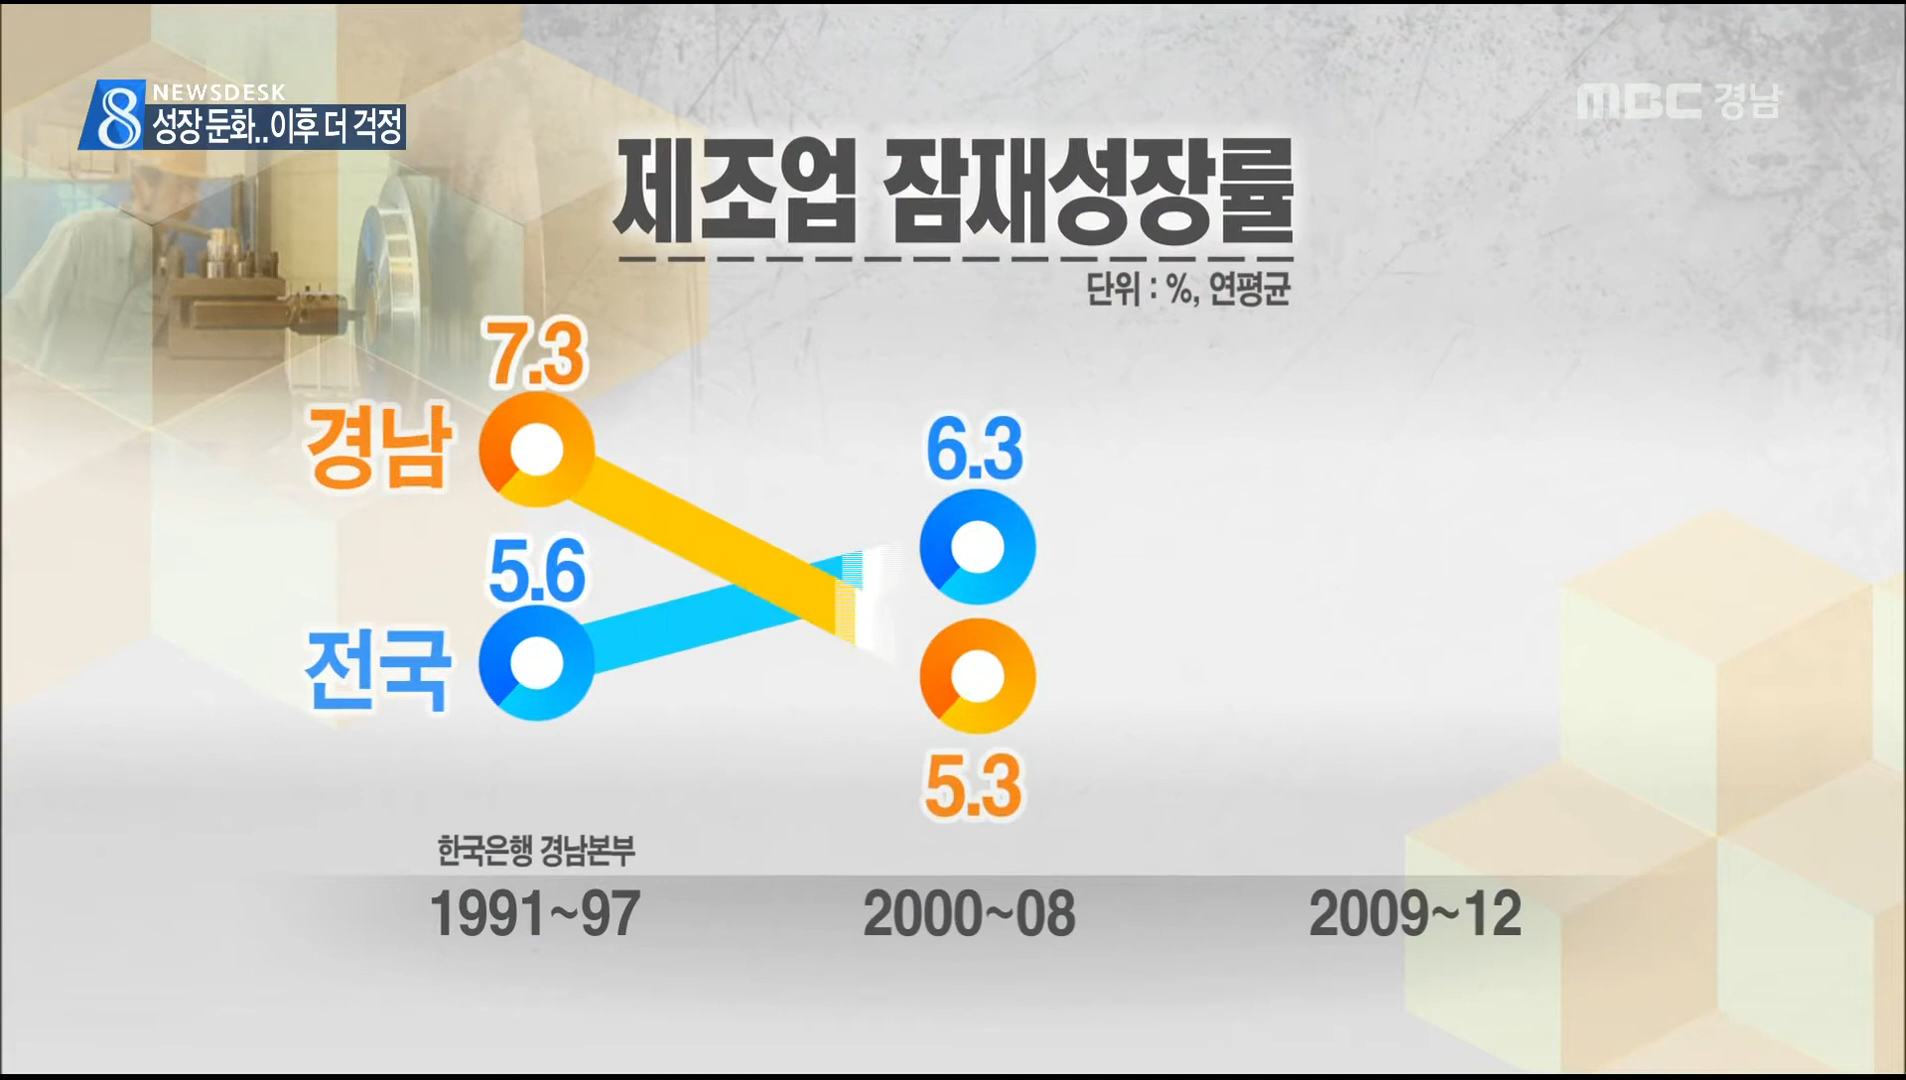 8 NEWSDESK
성장 둔화..이후 더 걱정
MBC 경남
제조업 잠재성장률
단위 : %, 연평균
7.3
경남
6.3
5.6
전국
5.3
한국은행 경남본부
1991~97 2000~08 2009~12